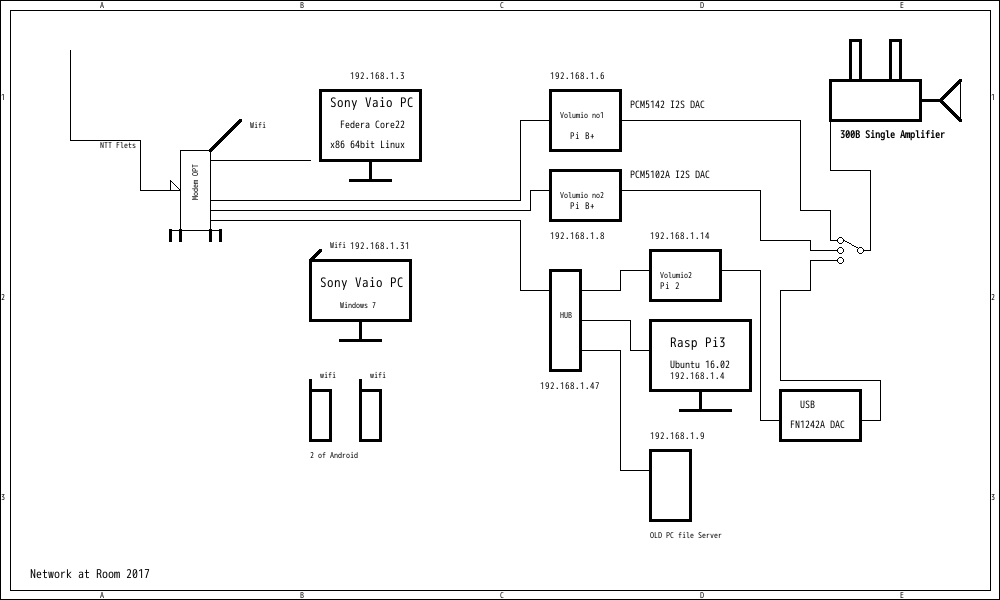 A B C D E
1
1
192.168.1.3
Sony Vaio PC
Federa Core22
x86 64bit Linux
192.168.1.6
Volumio no1
Pi B+
PCM5142 I2S DAC
300B Single Amplifier
NTT Flets
Wifi
Modem OPT
Volumio no2
Pi B+
PCM5102A I2S DAC
192.168.1.8
Wifi 192.168.1.31
Sony Vaio PC
Windows 7
192.168.1.14
Volumio2
Pi 2
2
2
HUB
192.168.1.47
Rasp Pi3
Ubuntu 16.02
192.168.1.4
wifi wifi
2 of Android
USB
FN1242A DAC
192.168.1.9
OLD PC file Server
3
3
Network at Room 2017
A B C D E